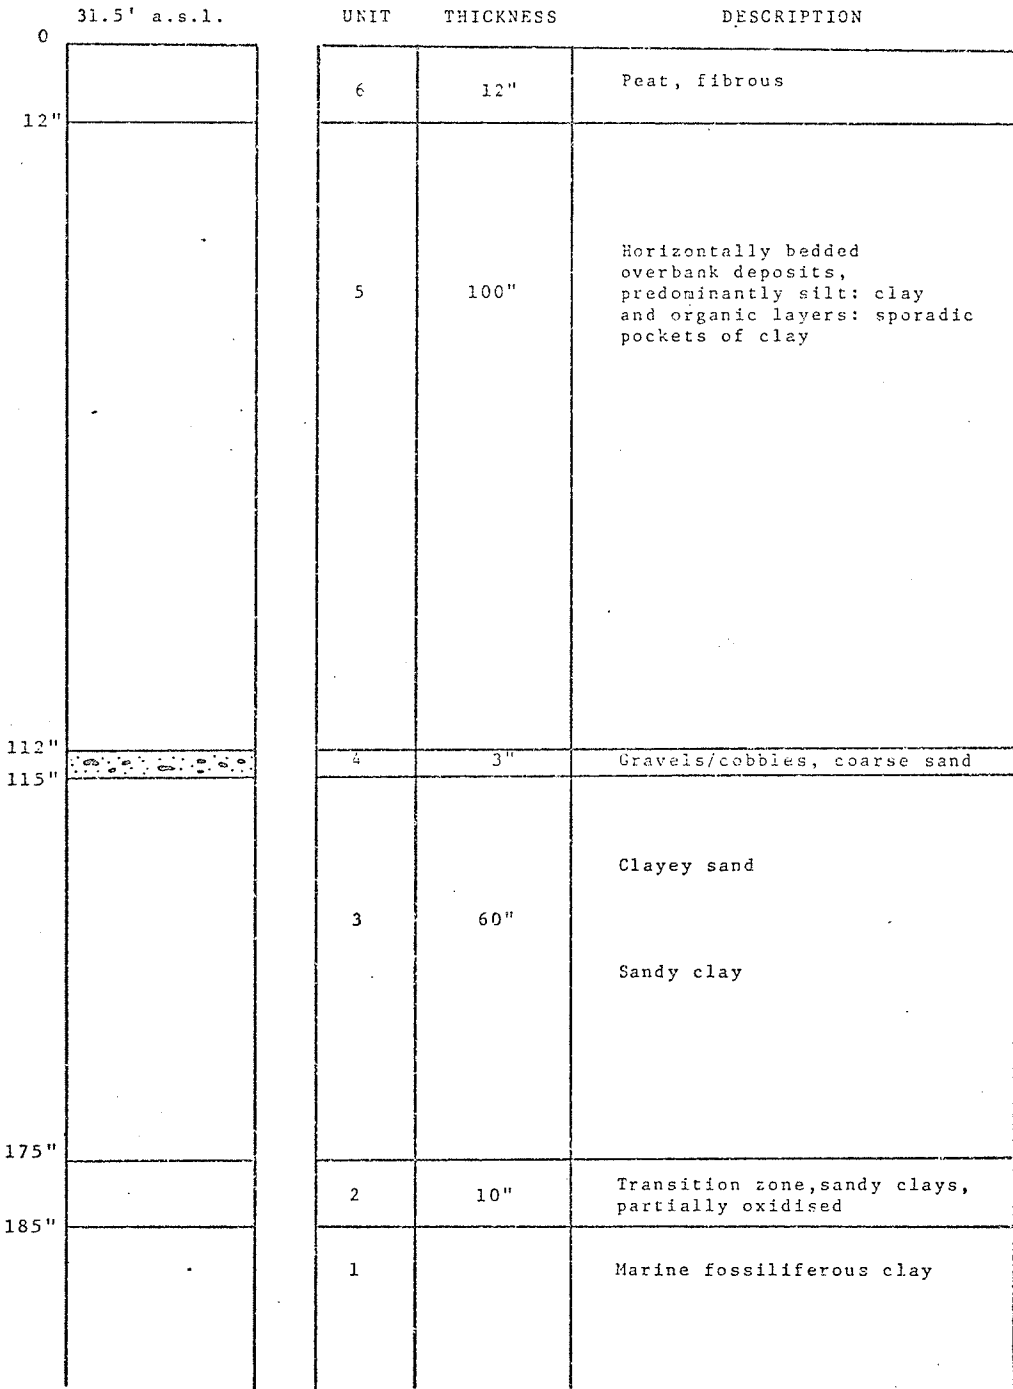 31.5' a.s.l. UNIT THICKNESS DESCRIPTION
0
6 12" Peat, fibrous
12"
Horizontally bedded
overbank deposits,
5 100" predominantly silt: clay
and organic layers: sporadic
pockets of clay
112"
4 3" Gravels/cobbles, coarse sand
115"
Clayey sand
3 60"
Sandy clay
175"
2 10" Transition zone,sandy clays,
partially oxidised
185"
1 Marine fossiliferous clay